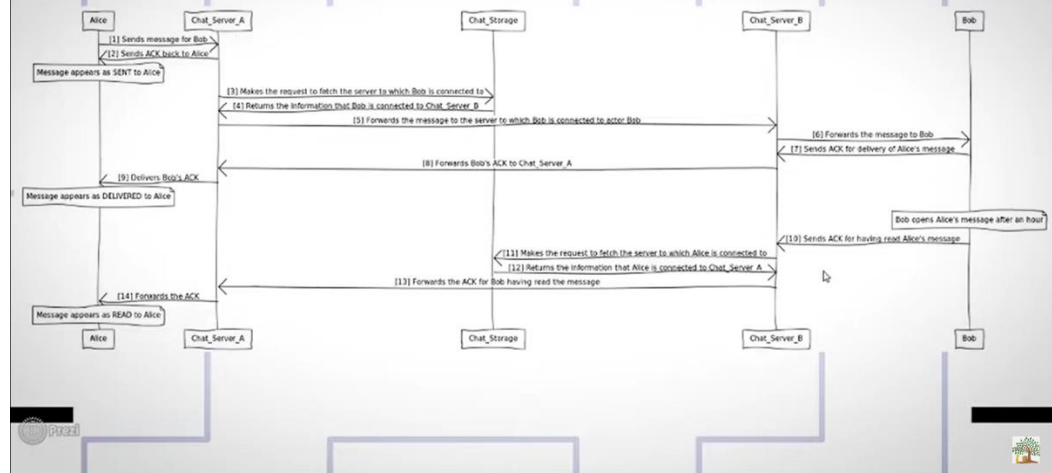 Alice
Chat_Server_A
Chat_Storage
Chat_Server_B
Bob
[1] Sends message for Bob
[2] Sends ACK back to Alice
Message appears as SENT to Alice
[3] Makes the request to fetch the server to which Bob is connected to
[4] Returns the information that Bob is connected to Chat_Server_B
[5] Forwards the message to the server to which Bob is connected to actor Bob
[6] Forwards the message to Bob
[7] Sends ACK for delivery of Alice's message
[8] Forwards Bob's ACK to Chat_Server_A
[9] Delivers Bob's ACK
Message appears as DELIVERED to Alice
Bob opens Alice's message after an hour
[10] Sends ACK for having read Alice's message
[11] Makes the request to fetch the server to which Alice is connected to
[12] Returns the information that Alice is connected to Chat_Server_A
[13] Forwards the ACK for Bob having read the message
[14] Forwards the ACK
Message appears as READ to Alice
Alice
Chat_Server_A
Chat_Storage
Chat_Server_B
Bob
Prezi